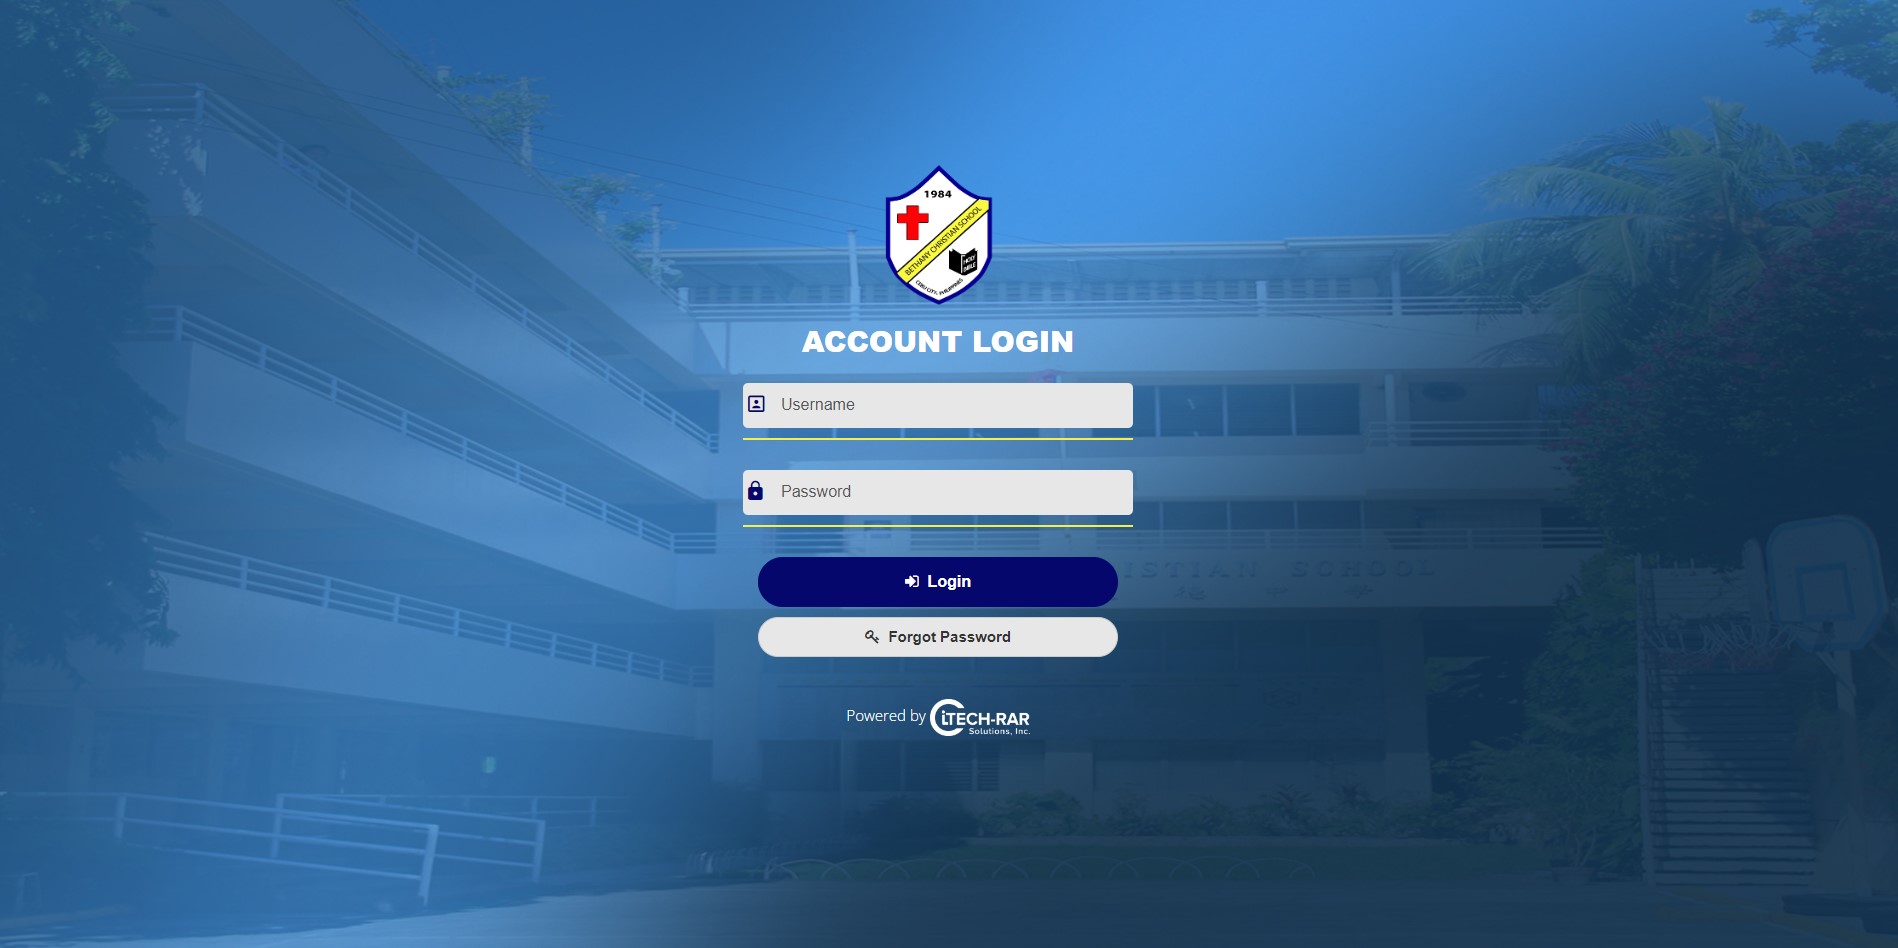 1984
BETHANY CHRISTIAN SCHOOL
HOLY
BIBLE
CEBU CITY, PHILIPPINES
ACCOUNT LOGIN
Username
Password
ISTIAN SCHOOL
Login
Forgot Password
Powered by iTECH-RAR
Solutions, Inc.